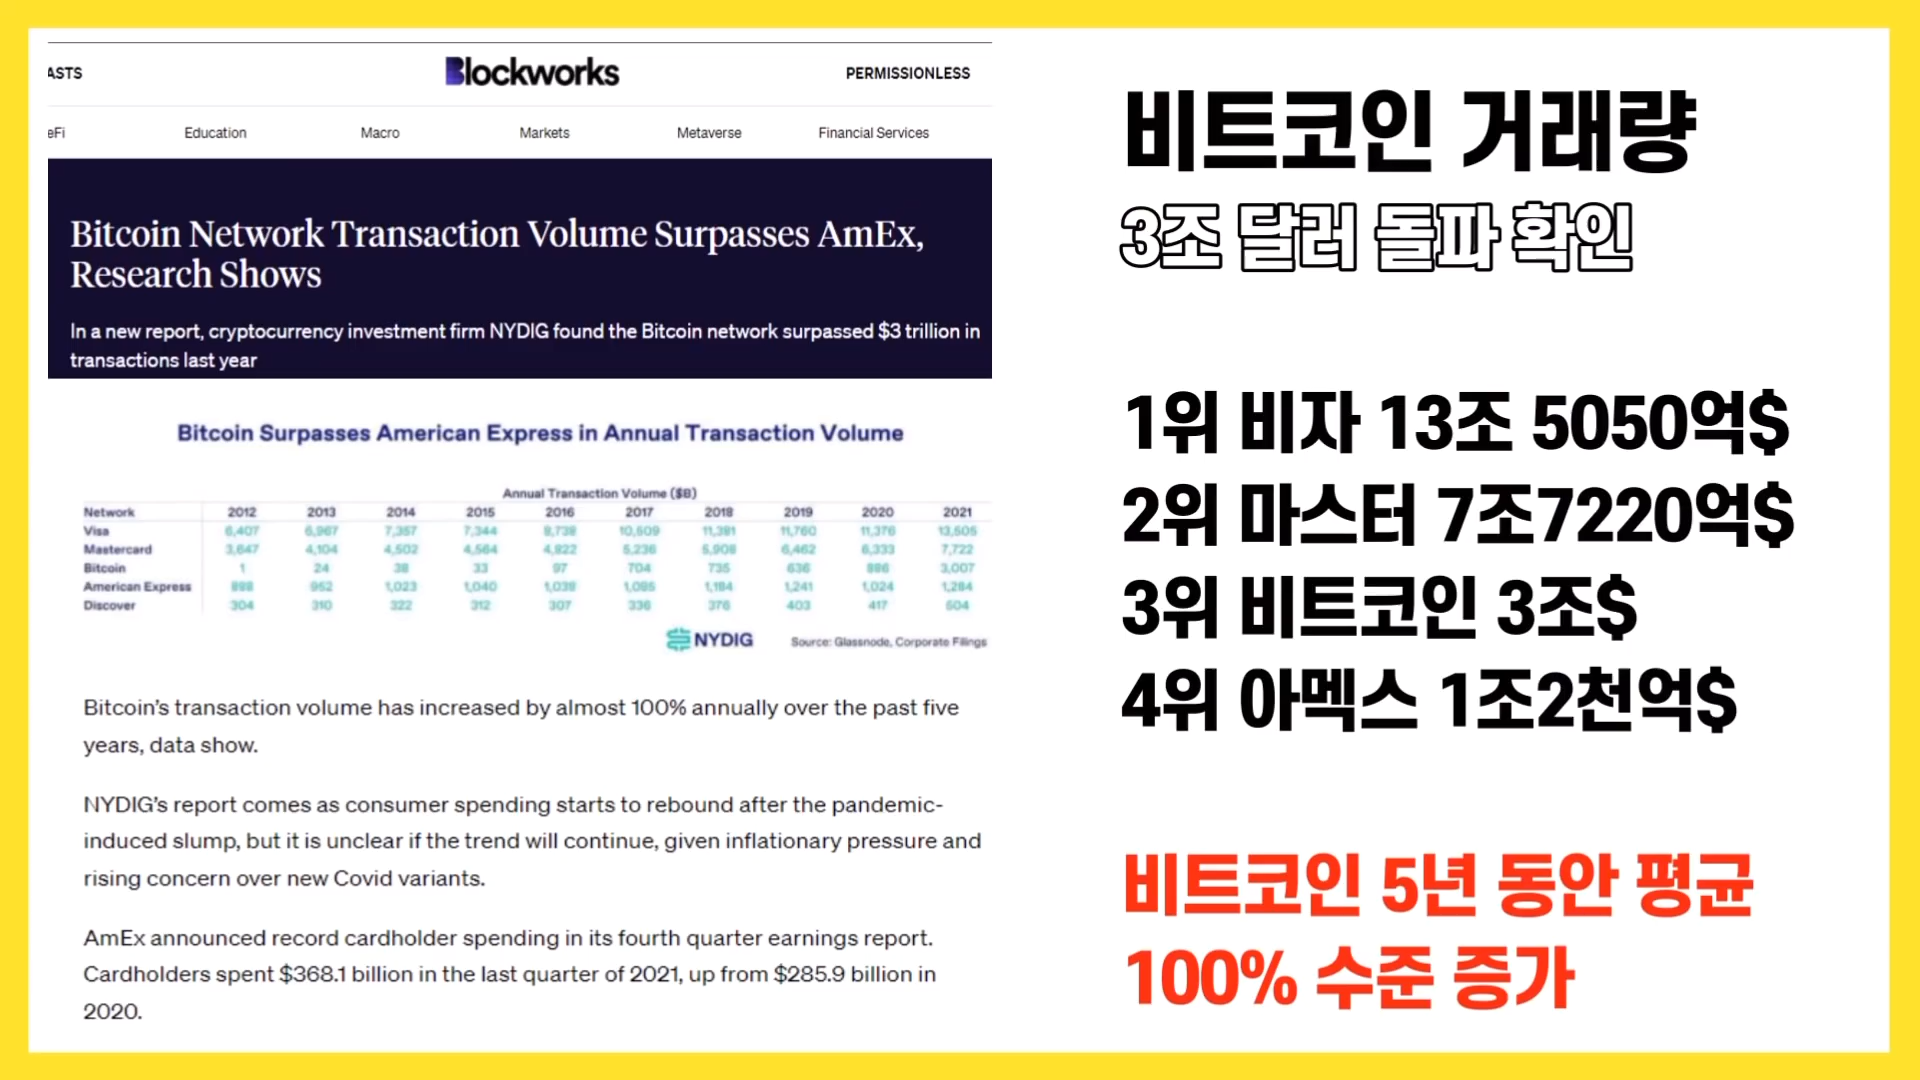 ASTS
Blockworks
PERMISSIONLESS
eFi Education Macro Markets Metaverse Financial Services
Bitcoin Network Transaction Volume Surpasses AmEx,
Research Shows
In a new report, cryptocurrency investment firm NYDIG found the Bitcoin network surpassed $3 trillion in
transactions last year
Bitcoin Surpasses American Express in Annual Transaction Volume
Annual Transaction Volume ($B)
Network 2012 2013 2014 2015 2016 2017 2018 2019 2020 2021
Visa 6,407 6,967 7,357 7,344 8,738 10,609 11,381 11,760 11,376 13,505
Mastercard 3,647 4,104 4,502 4,564 4,822 5,236 5,908 6,462 6,333 7,722
Bitcoin 1 24 38 33 97 704 735 636 886 3,007
American Express 888 952 1,023 1,040 1,038 1,085 1,184 1,241 1,024 1,284
Discover 304 310 322 312 307 336 376 403 417 504
NYDIG
Source: Glassnode, Corporate Filings
Bitcoin’s transaction volume has increased by almost 100% annually over the past five
years, data show.
NYDIG’s report comes as consumer spending starts to rebound after the pandemic-
induced slump, but it is unclear if the trend will continue, given inflationary pressure and
rising concern over new Covid variants.
AmEx announced record cardholder spending in its fourth quarter earnings report.
Cardholders spent $368.1 billion in the last quarter of 2021, up from $285.9 billion in
2020.
비트코인 거래량
3조 달러 돌파 확인
1위 비자 13조 5050억$
2위 마스터 7조7220억$
3위 비트코인 3조$
4위 아멕스 1조2천억$
비트코인 5년 동안 평균
100% 수준 증가